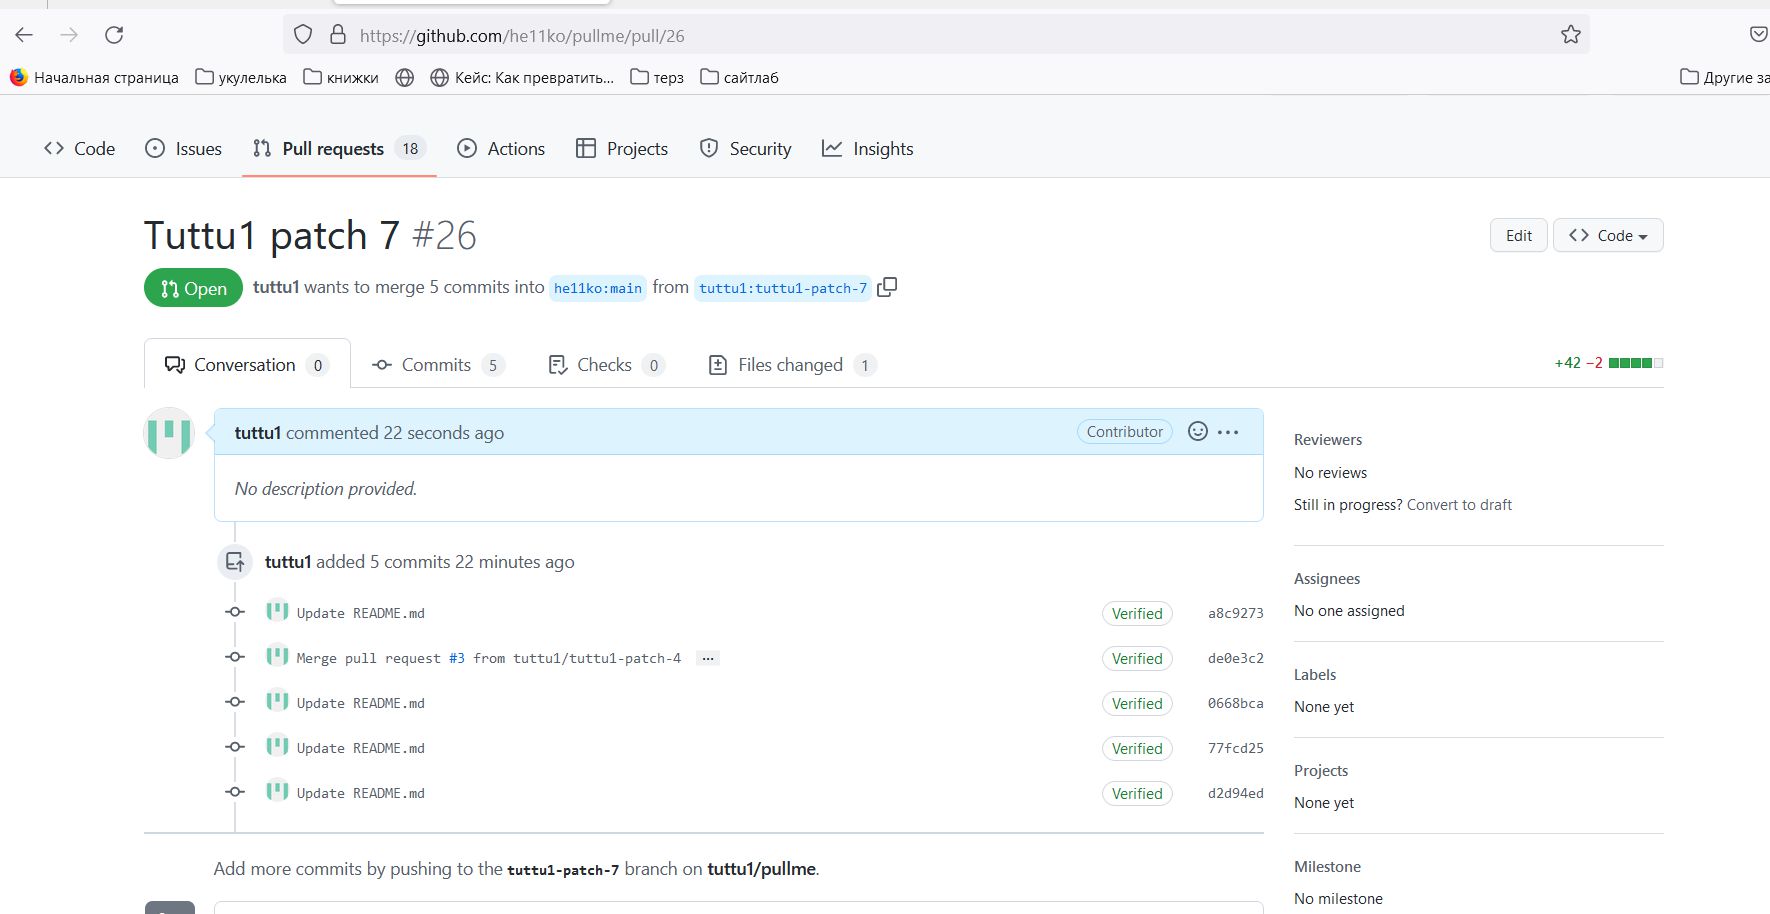 https://github.com/he11ko/pullme/pull/26
Начальная страница укулелька книжки Кейс: Как превратить... терз сайтлаб Другие за
Code Issues Pull requests 18 Actions Projects Security Insights
Tuttu1 patch 7 #26
Edit Code
Open tuttu1 wants to merge 5 commits into he11ko:main from tuttu1:tuttu1-patch-7
Conversation 0 Commits 5 Checks 0 Files changed 1 +42 −2
tuttu1 commented 22 seconds ago Contributor ...
No description provided.
tuttu1 added 5 commits 22 minutes ago
Update README.md Verified a8c9273
Merge pull request #3 from tuttu1/tuttu1-patch-4 ... Verified de0e3c2
Update README.md Verified 0668bca
Update README.md Verified 77fcd25
Update README.md Verified d2d94ed
Add more commits by pushing to the tuttu1-patch-7 branch on tuttu1/pullme.
Reviewers
No reviews
Still in progress? Convert to draft
Assignees
No one assigned
Labels
None yet
Projects
None yet
Milestone
No milestone